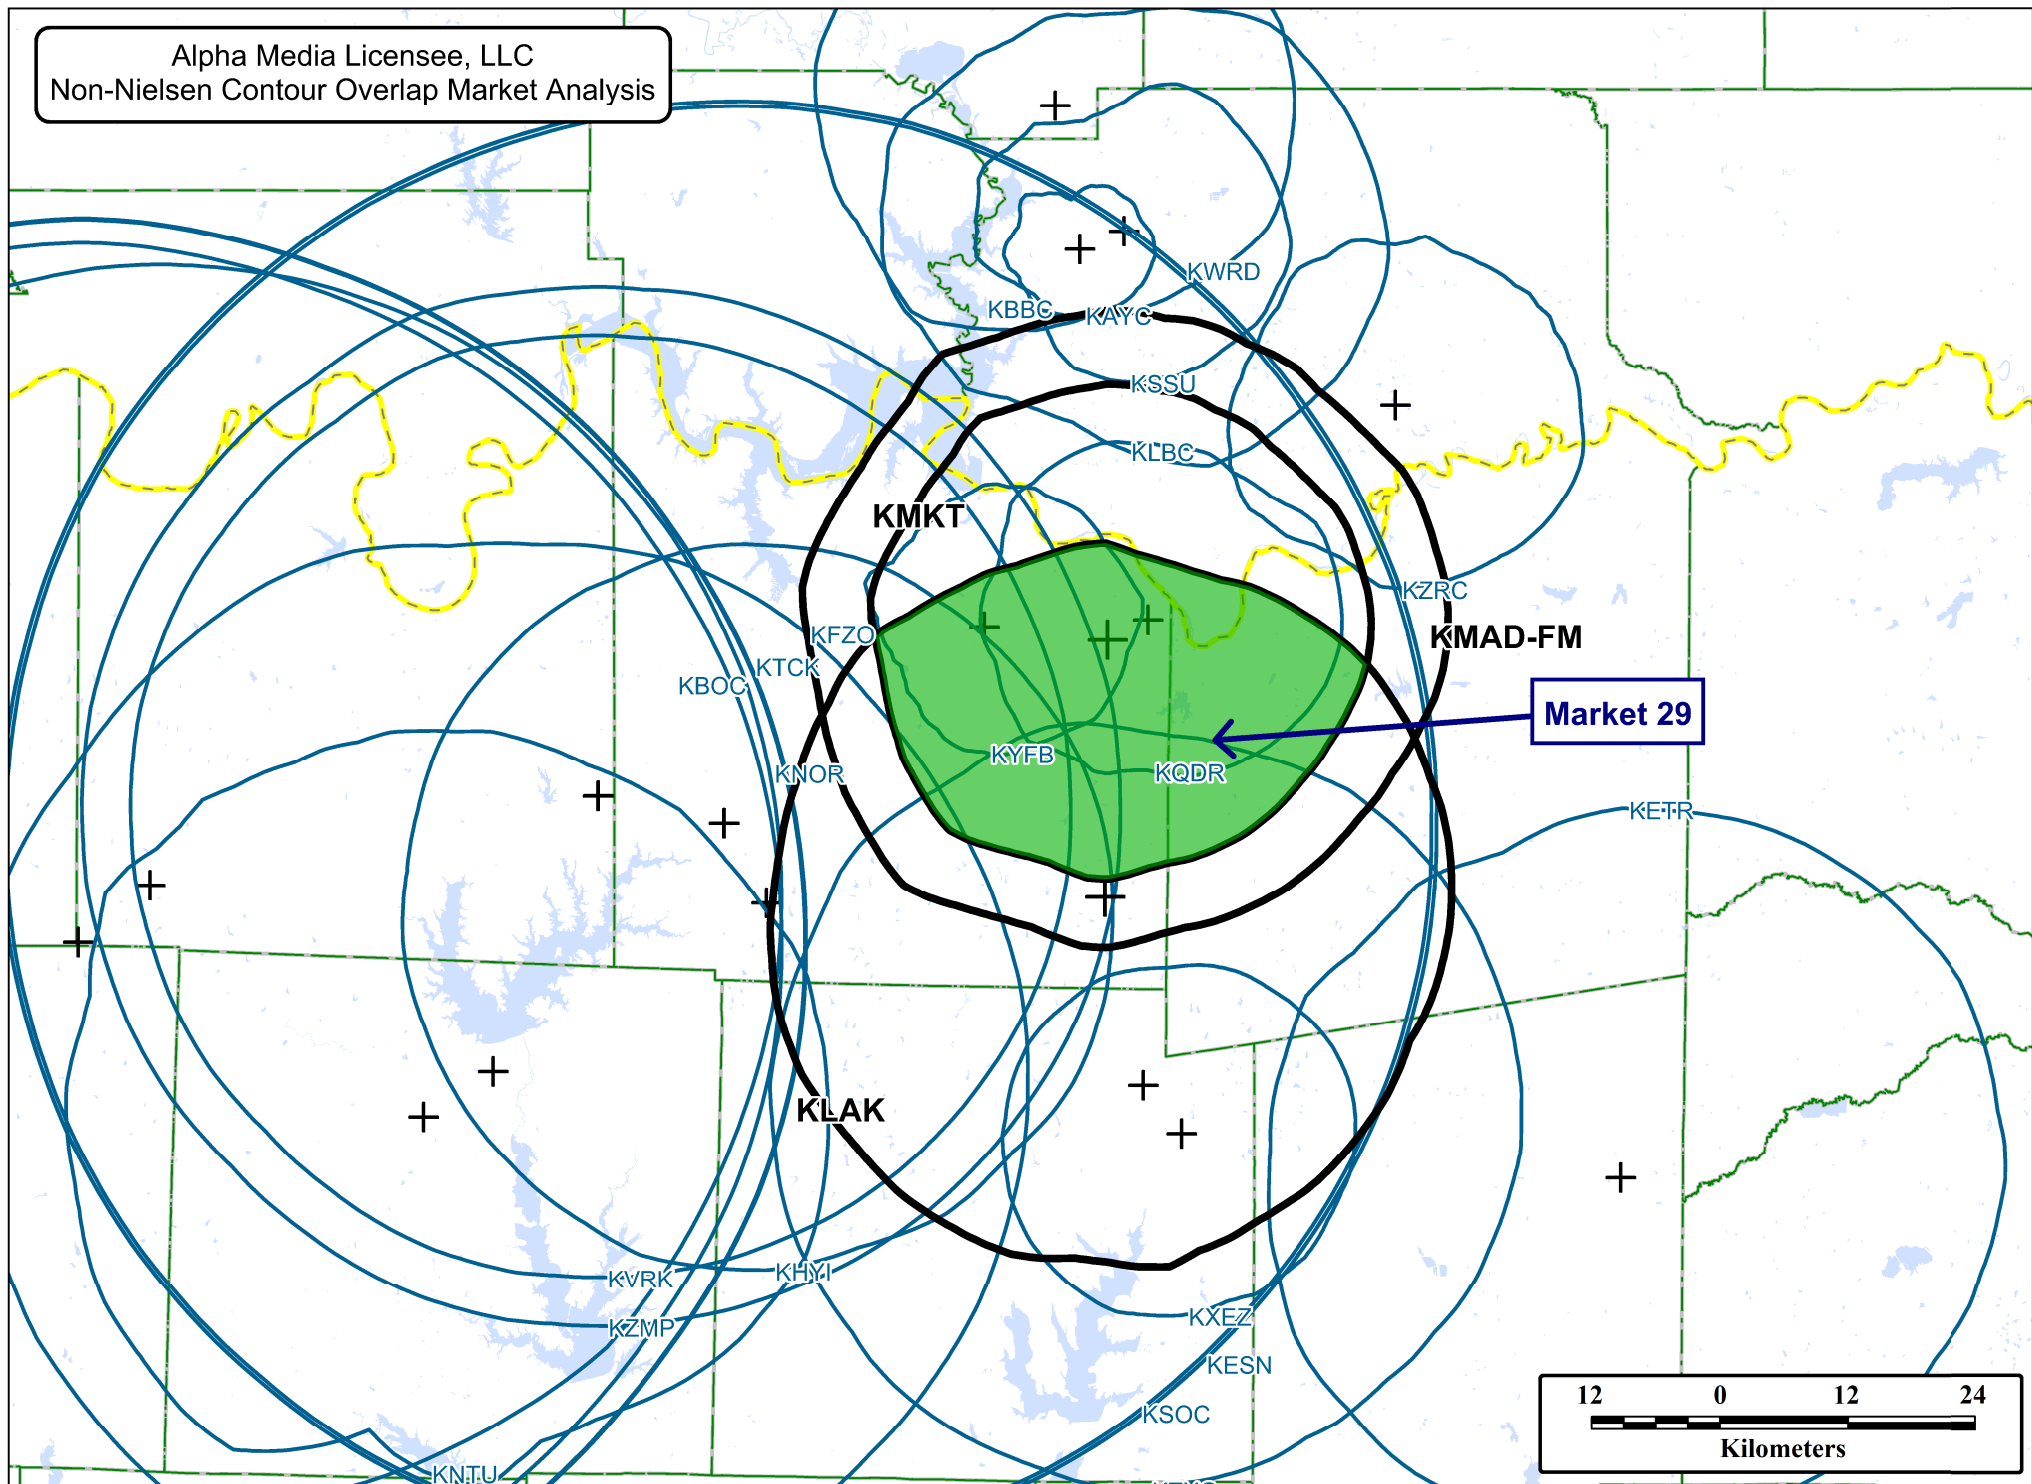 Alpha Media Licensee, LLC
Non-Nielsen Contour Overlap Market Analysis
KWRD
KBBC
KAYC
KSSU
KLBC
KMKT
KZRC
KFZO
KMAD-FM
KTCK
KBOC
Market 29
KYFB
KNOR
KQDR
KETR
KLAK
KVRK
KHYI
KZMP
KXEZ
KESN
KSOC
KNTU
12 0 12 24
Kilometers